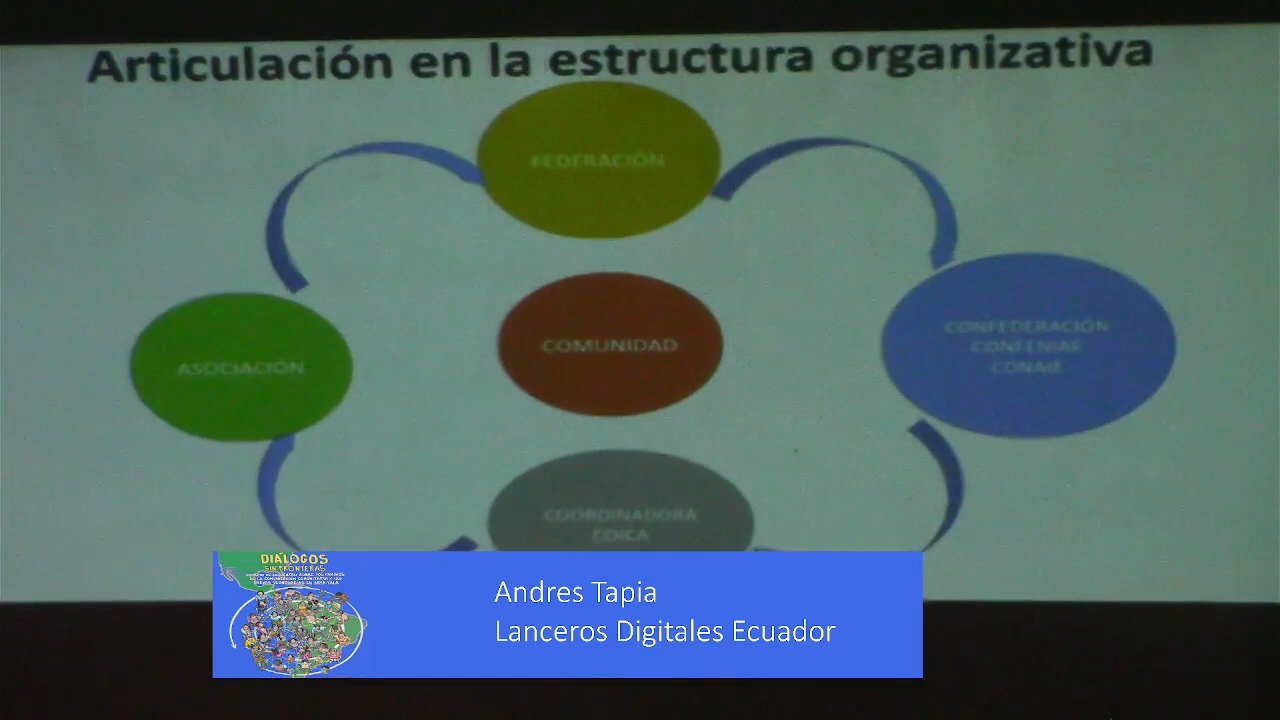 Articulación en la estructura organizativa
FEDERACIÓN
ASOCIACIÓN
COMUNIDAD
CONFEDERACIÓN
CONFENIAE
CONAIE
COORDINADORA
COICA
DIÁLOGOS
SIN FRONTERAS
Andres Tapia
Lanceros Digitales Ecuador